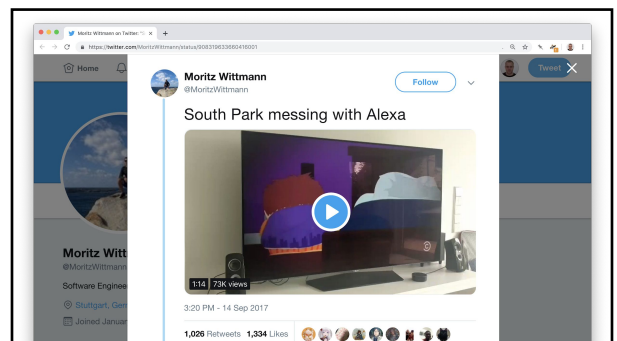 Moritz Wittmann on Twitter: "S
https://twitter.com/MoritzWittmann/status/908319633680416001
Home
Tweet
Moritz Wittmann
@MoritzWittmann
Follow
South Park messing with Alexa
1:14 73K views
3:20 PM - 14 Sep 2017
1,026 Retweets 1,334 Likes
Moritz Witt
@MoritzWittmann
Software Enginee
Stuttgart, Ger
Joined Januar